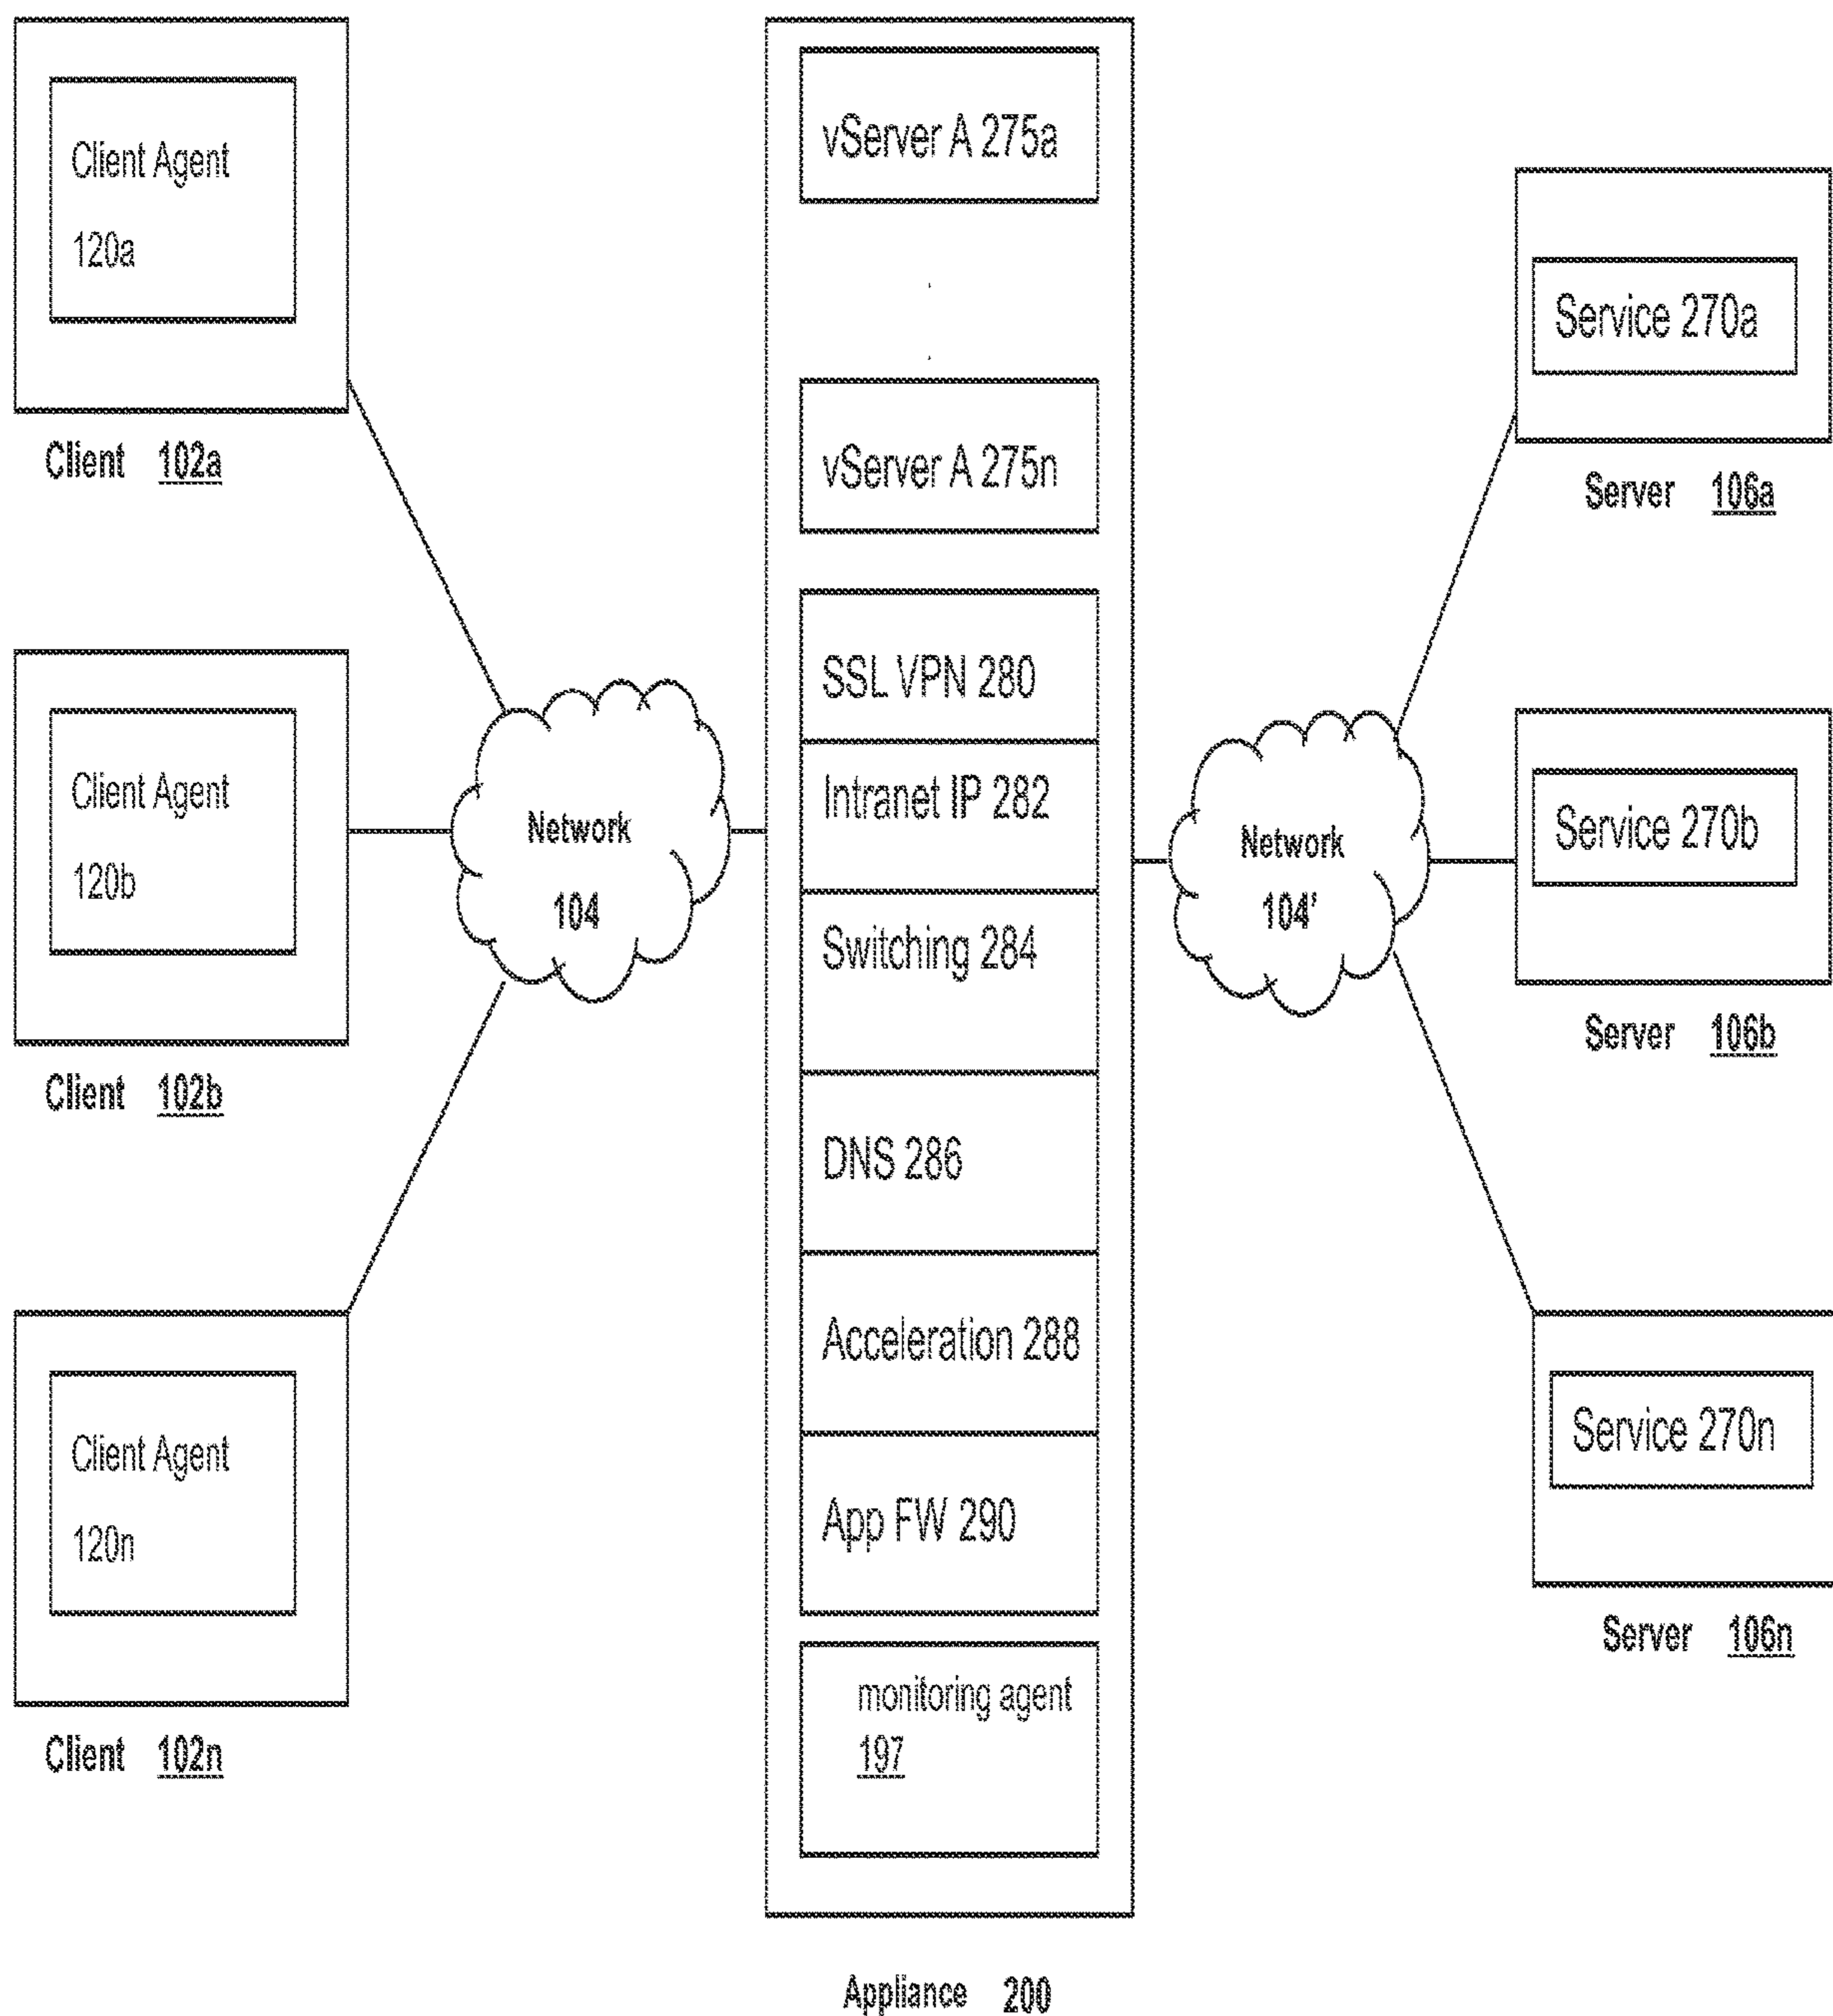 Client Agent
120a
Client 102a
Client Agent
120b
Client 102b
Client Agent
120n
Client 102n
Network
104
vServer A 275a
vServer A 275n
SSL VPN 280
Intranet IP 282
Switching 284
DNS 286
Acceleration 288
App FW 290
monitoring agent
197
Appliance 200
Network
104'
Service 270a
Server 106a
Service 270b
Server 106b
Service 270n
Server 106n